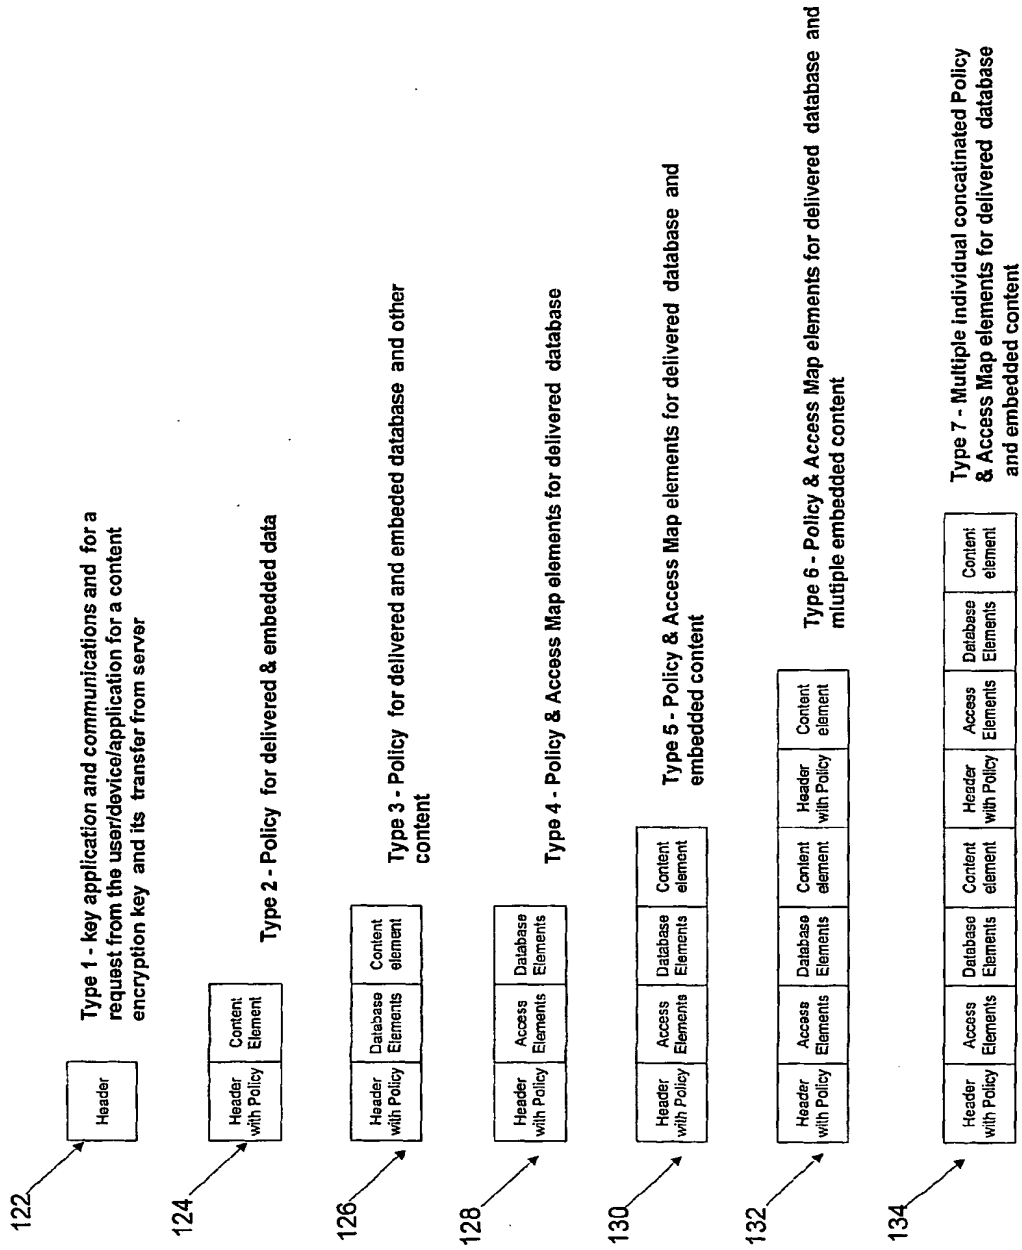 122
Header
Type 1 - key application and communications and for a
request from the user/device/application for a content
encryption key and its transfer from server
124
Header
with Policy
Content
Element
Type 2 - Policy for delivered & embedded data
126
Header
with Policy
Database
Elements
Content
element
Type 3 - Policy for delivered and embeded database and other
content
128
Header
with Policy
Access
Elements
Database
Elements
Type 4 - Policy & Access Map elements for delivered database
130
Header
with Policy
Access
Elements
Database
Elements
Content
element
Type 5 - Policy & Access Map elements for delivered database and
embedded content
132
Header
with Policy
Access
Elements
Database
Elements
Content
element
Header
with Policy
Content
element
Type 6 - Policy & Access Map elements for delivered database and
mlutiple embedded content
134
Header
with Policy
Access
Elements
Database
Elements
Content
element
Header
with Policy
Access
Elements
Database
Elements
Content
element
Type 7 - Multiple individual concatinated Policy
& Access Map elements for delivered database
and embedded content